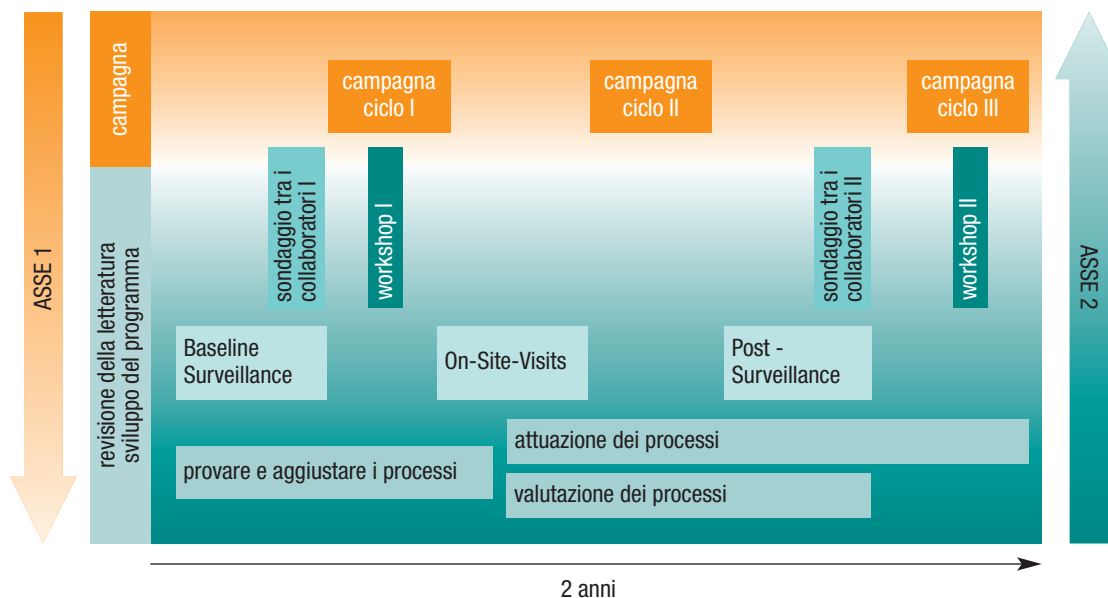 ASSE 1
campagna
revisione della letteratura
sviluppo del programma
campagna
ciclo I
campagna
ciclo II
campagna
ciclo III
sondaggio tra i
collaboratori I
workshop I
sondaggio tra i
collaboratori II
workshop II
Baseline
Surveillance
On-Site-Visits
Post -
Surveillance
attuazione dei processi
provare e aggiustare i processi
valutazione dei processi
2 anni
ASSE 2